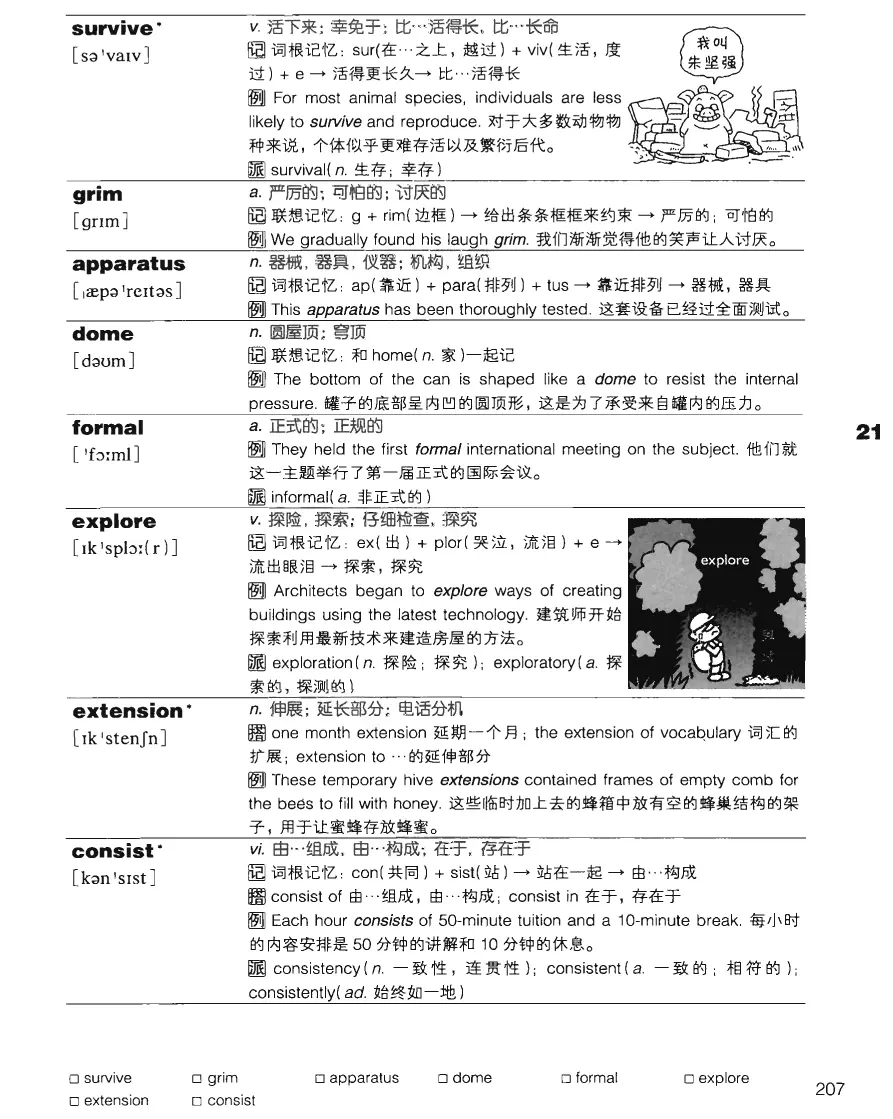 survive*
[sə'vaɪv]
v. 活下来；幸免于；比…活得长，比…长命
记 词根记忆：sur(在…之上，越过) + viv(生活，度
过) + e → 活得更长久→ 比…活得长
例 For most animal species, individuals are less
likely to survive and reproduce. 对于大多数动物物
种来说，个体似乎更难存活以及繁衍后代。
派 survival(n. 生存；幸存)
我叫
朱坚强
grim
[grɪm]
a. 严厉的；可怕的；讨厌的
记 联想记忆：g + rim(边框) → 给出条条框框来约束 → 严厉的；可怕的
例 We gradually found his laugh grim. 我们渐渐觉得他的笑声让人讨厌。
apparatus
[ˌæpə'reɪtəs]
n. 器械，器具，仪器；机构，组织
记 词根记忆：ap(靠近) + para(排列) + tus → 靠近排列 → 器械，器具
例 This apparatus has been thoroughly tested. 这套设备已经过全面测试。
dome
[dəʊm]
n. 圆屋顶；穹顶
记 联想记忆：和 home(n. 家)一起记
例 The bottom of the can is shaped like a dome to resist the internal
pressure. 罐子的底部呈内凹的圆顶形，这是为了承受来自罐内的压力。
formal
['fɔːml]
a. 正式的；正规的
例 They held the first formal international meeting on the subject. 他们就
这一主题举行了第一届正式的国际会议。
派 informal(a. 非正式的)
21
explore
[ɪk'splɔː(r)]
v. 探险，探索；仔细检查，探究
记 词根记忆：ex(出) + plor(哭泣，流泪) + e →
流出眼泪 → 探索，探究
例 Architects began to explore ways of creating
buildings using the latest technology. 建筑师开始
探索利用最新技术来建造房屋的方法。
派 exploration(n. 探险；探究)；exploratory(a. 探
索的，探测的)
explore
extension*
[ɪk'stenʃn]
n. 伸展；延长部分；电话分机
搭 one month extension 延期一个月；the extension of vocabulary 词汇的
扩展；extension to …的延伸部分
例 These temporary hive extensions contained frames of empty comb for
the bees to fill with honey. 这些临时加上去的蜂箱中放有空的蜂巢结构的架
子，用于让蜜蜂存放蜂蜜。
consist*
[kən'sɪst]
vi. 由…组成，由…构成；在于，存在于
记 词根记忆：con(共同) + sist(站) → 站在一起 → 由…构成
搭 consist of 由…组成，由…构成；consist in 在于，存在于
例 Each hour consists of 50-minute tuition and a 10-minute break. 每小时
的内容安排是 50 分钟的讲解和 10 分钟的休息。
派 consistency(n. 一致性，连贯性)；consistent(a. 一致的；相符的)；
consistently(ad. 始终如一地)
□ survive □ grim □ apparatus □ dome □ formal □ explore
□ extension □ consist
207